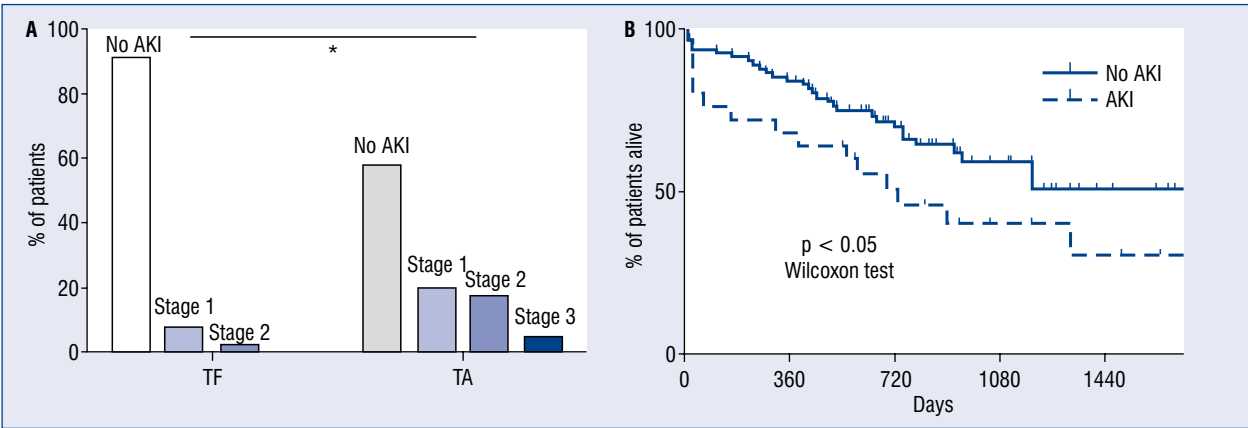 A
100
80
60
40
20
0
% of patients
No AKI
*
Stage 1
Stage 2
No AKI
Stage 1
Stage 2
Stage 3
TF
TA
B
100
50
0
% of patients alive
No AKI
AKI
p < 0.05
Wilcoxon test
0
360
720
1080
1440
Days